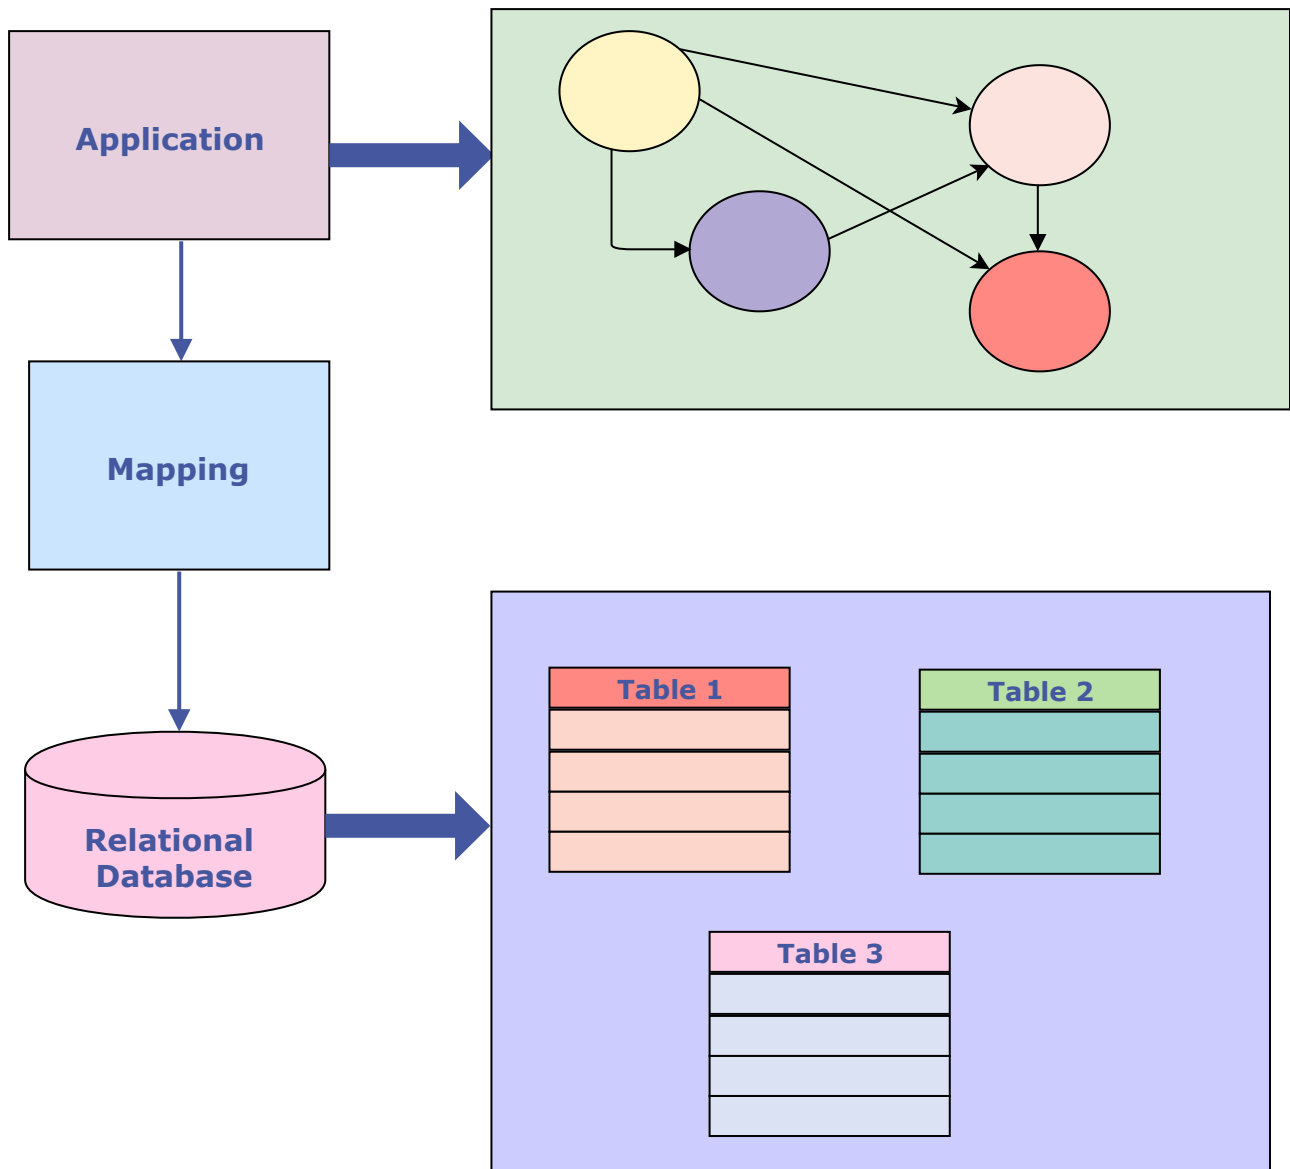 Application
Mapping
Relational
Database
Table 1
Table 2
Table 3